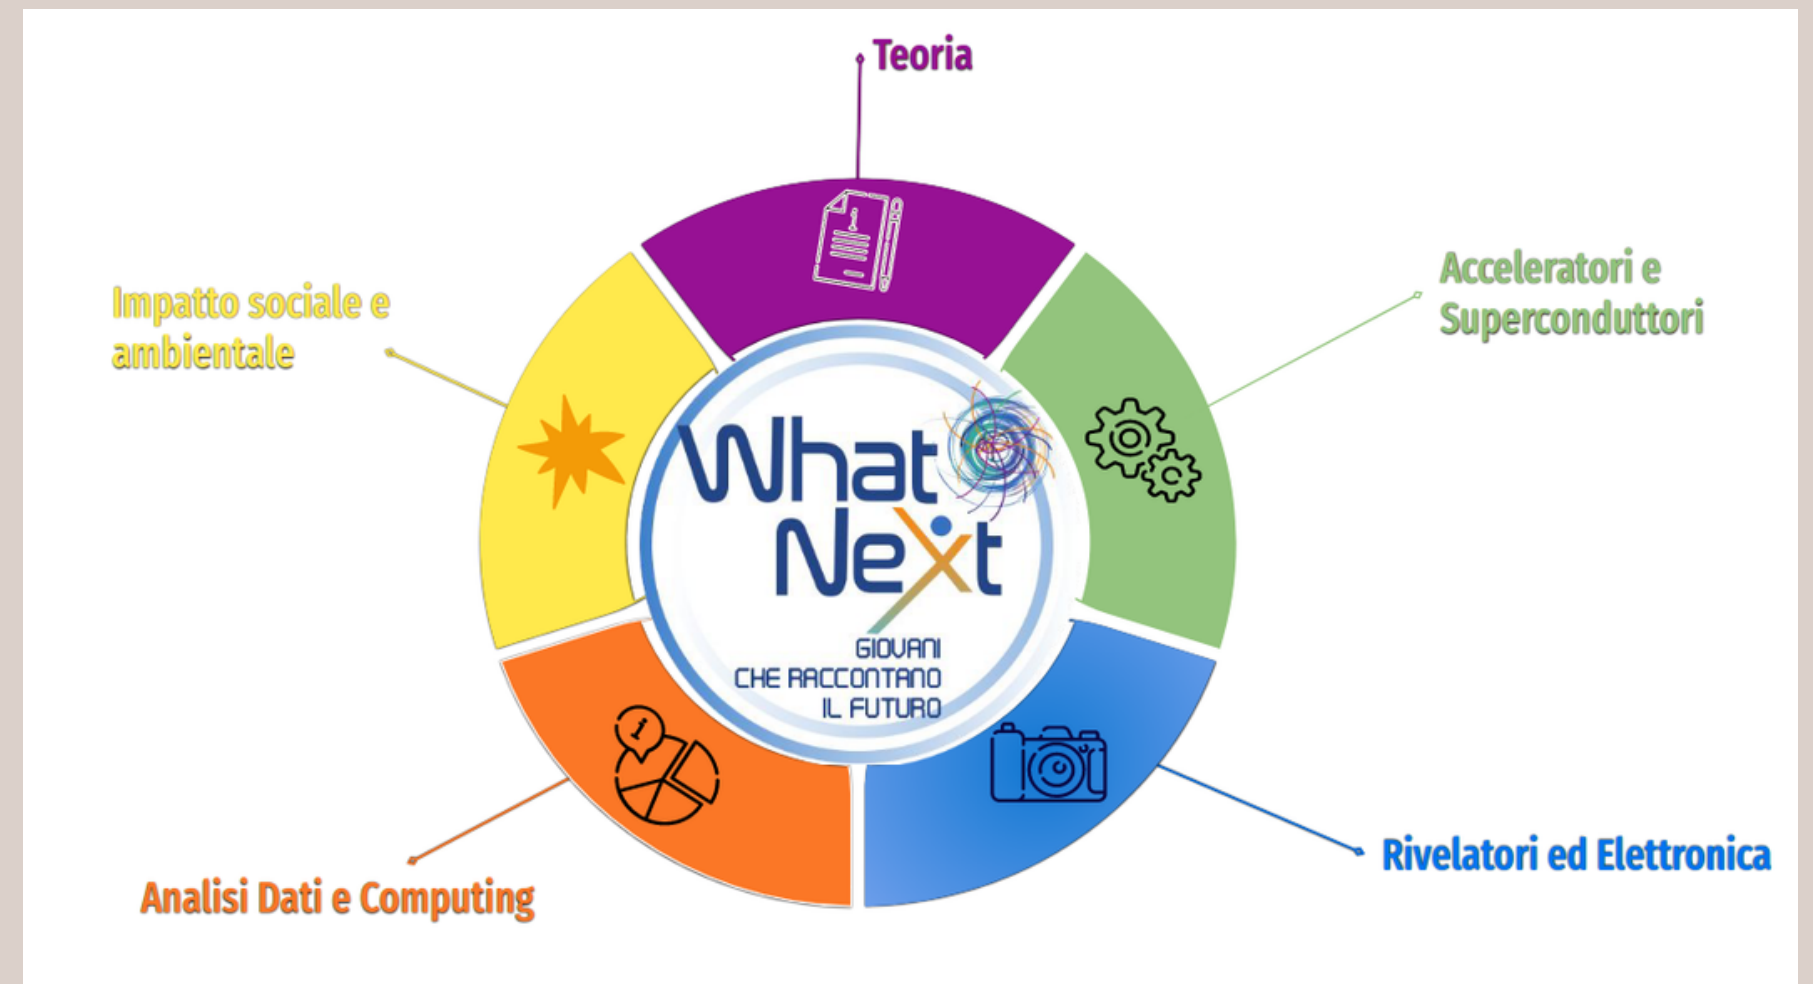 Teoria
Acceleratori e
Superconduttori
Impatto sociale e
ambientale
What
Next
GIOVANI
CHE RACCONTANO
IL FUTURO
Rivelatori ed Elettronica
Analisi Dati e Computing